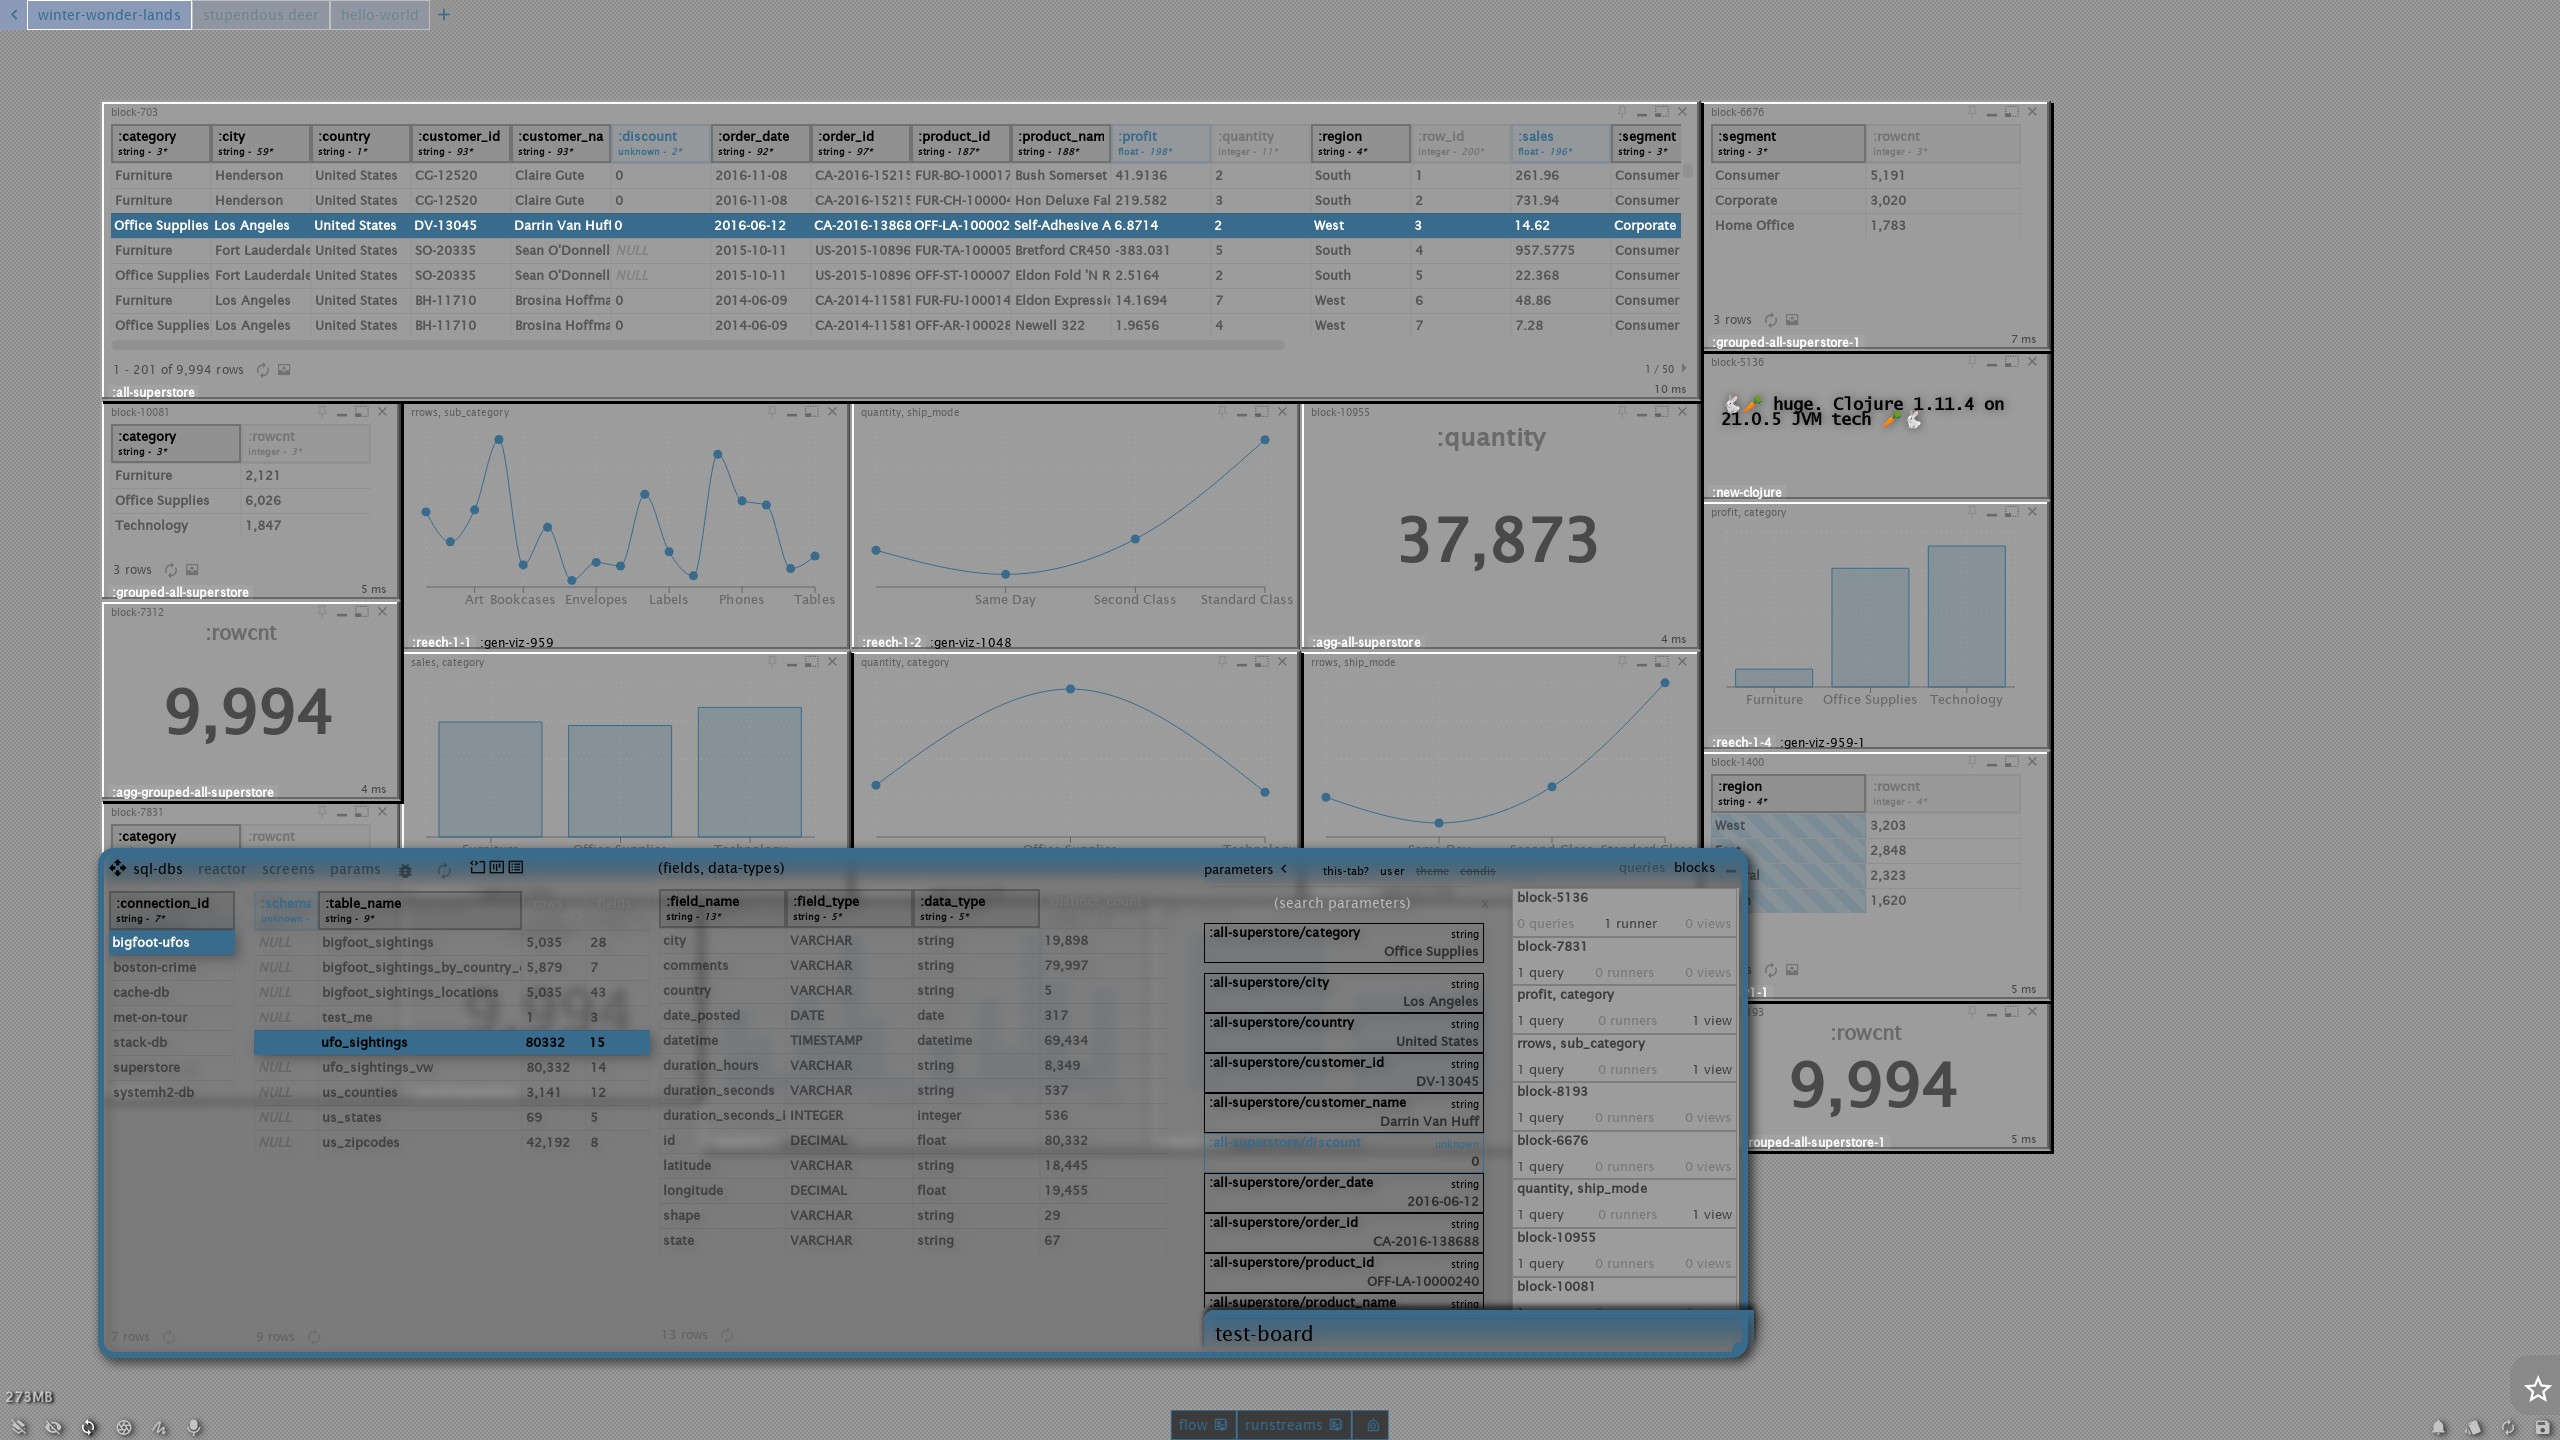 winter-wonder-lands stupendous deer hello-world +
block-703
:category :city :country :customer_id :customer_na :discount :order_date :order_id :product_id :product_nam :profit :quantity :region :row_id :sales :segment
string - 3* string - 59* string - 1* string - 93* string - 93* unknown - 2* string - 92* string - 97* string - 187* string - 188* float - 198* integer - 11* string - 4* integer - 200* float - 196* string - 3*
Furniture Henderson United States CG-12520 Claire Gute 0 2016-11-08 CA-2016-15215 FUR-BO-100017 Bush Somerset 41.9136 2 South 1 261.96 Consumer
Furniture Henderson United States CG-12520 Claire Gute 0 2016-11-08 CA-2016-15215 FUR-CH-100004 Hon Deluxe Fal 219.582 3 South 2 731.94 Consumer
Office Supplies Los Angeles United States DV-13045 Darrin Van Huff 0 2016-06-12 CA-2016-13868 OFF-LA-100002 Self-Adhesive A 6.8714 2 West 3 14.62 Corporate
Furniture Fort Lauderdale United States SO-20335 Sean O'Donnell NULL 2015-10-11 US-2015-10896 FUR-TA-100005 Bretford CR450 -383.031 5 South 4 957.5775 Consumer
Office Supplies Fort Lauderdale United States SO-20335 Sean O'Donnell NULL 2015-10-11 US-2015-10896 OFF-ST-100007 Eldon Fold 'N R 2.5164 2 South 5 22.368 Consumer
Furniture Los Angeles United States BH-11710 Brosina Hoffma 0 2014-06-09 CA-2014-11581 FUR-FU-100014 Eldon Expressio 14.1694 7 West 6 48.86 Consumer
Office Supplies Los Angeles United States BH-11710 Brosina Hoffma 0 2014-06-09 CA-2014-11581 OFF-AR-100028 Newell 322 1.9656 4 West 7 7.28 Consumer
1 - 201 of 9,994 rows 1 / 50
10 ms
:all-superstore
block-6676
:segment :rowcnt
string - 3* integer - 3*
Consumer 5,191
Corporate 3,020
Home Office 1,783
3 rows
7 ms
:grouped-all-superstore-1
block-5136
🐇🥕 huge. Clojure 1.11.4 on
21.0.5 JVM tech 🥕🐇
:new-clojure
block-10081
:category :rowcnt
string - 3* integer - 3*
Furniture 2,121
Office Supplies 6,026
Technology 1,847
3 rows
:grouped-all-superstore 5 ms
rrows, sub_category
Art Bookcases Envelopes Labels Phones Tables
:reech-1-1 :gen-viz-959
quantity, ship_mode
Same Day Second Class Standard Class
:reech-1-2 :gen-viz-1048
block-10955
:quantity
37,873
:agg-all-superstore 4 ms
profit, category
Furniture Office Supplies Technology
:reech-1-4 :gen-viz-959-1
block-7312
:rowcnt
9,994
:agg-grouped-all-superstore 4 ms
sales, category
quantity, category
rrows, ship_mode
block-1400
:region :rowcnt
string - 4* integer - 4*
West 3,203
2,848
2,323
1,620
5 ms
block-7831
:category :rowcnt
:rowcnt
9,994
rouped-all-superstore-1 5 ms
sql-dbs reactor screens params
:connection_id
string - 7*
bigfoot-ufos
boston-crime
cache-db
met-on-tour
stack-db
superstore
systemh2-db
7 rows
:schema :table_name rows fields
unknown - string - 9*
NULL bigfoot_sightings 5,035 28
NULL bigfoot_sightings_by_country_ 5,879 7
NULL bigfoot_sightings_locations 5,035 43
NULL test_me 1 3
ufo_sightings 80332 15
NULL ufo_sightings_vw 80,332 14
NULL us_counties 3,141 12
NULL us_states 69 5
NULL us_zipcodes 42,192 8
9 rows
(fields, data-types)
:field_name :field_type :data_type :distinct_count
string - 13* string - 5* string - 5*
city VARCHAR string 19,898
comments VARCHAR string 79,997
country VARCHAR string 5
date_posted DATE date 317
datetime TIMESTAMP datetime 69,434
duration_hours VARCHAR string 8,349
duration_seconds VARCHAR string 537
duration_seconds_i INTEGER integer 536
id DECIMAL float 80,332
latitude VARCHAR string 18,445
longitude DECIMAL float 19,455
shape VARCHAR string 29
state VARCHAR string 67
13 rows
parameters this-tab? user theme condis
(search parameters) x
:all-superstore/category string
Office Supplies
:all-superstore/city string
Los Angeles
:all-superstore/country string
United States
:all-superstore/customer_id string
DV-13045
:all-superstore/customer_name string
Darrin Van Huff
:all-superstore/discount unknown
0
:all-superstore/order_date string
2016-06-12
:all-superstore/order_id string
CA-2016-138688
:all-superstore/product_id string
OFF-LA-10000240
:all-superstore/product_name string
queries blocks
block-5136
0 queries 1 runner 0 views
block-7831
1 query 0 runners 0 views
profit, category
1 query 0 runners 1 view
rrows, sub_category
1 query 0 runners 1 view
block-8193
1 query 0 runners 0 views
block-6676
1 query 0 runners 0 views
quantity, ship_mode
1 query 0 runners 1 view
block-10955
1 query 0 runners 0 views
block-10081
test-board
273MB
flow runstreams